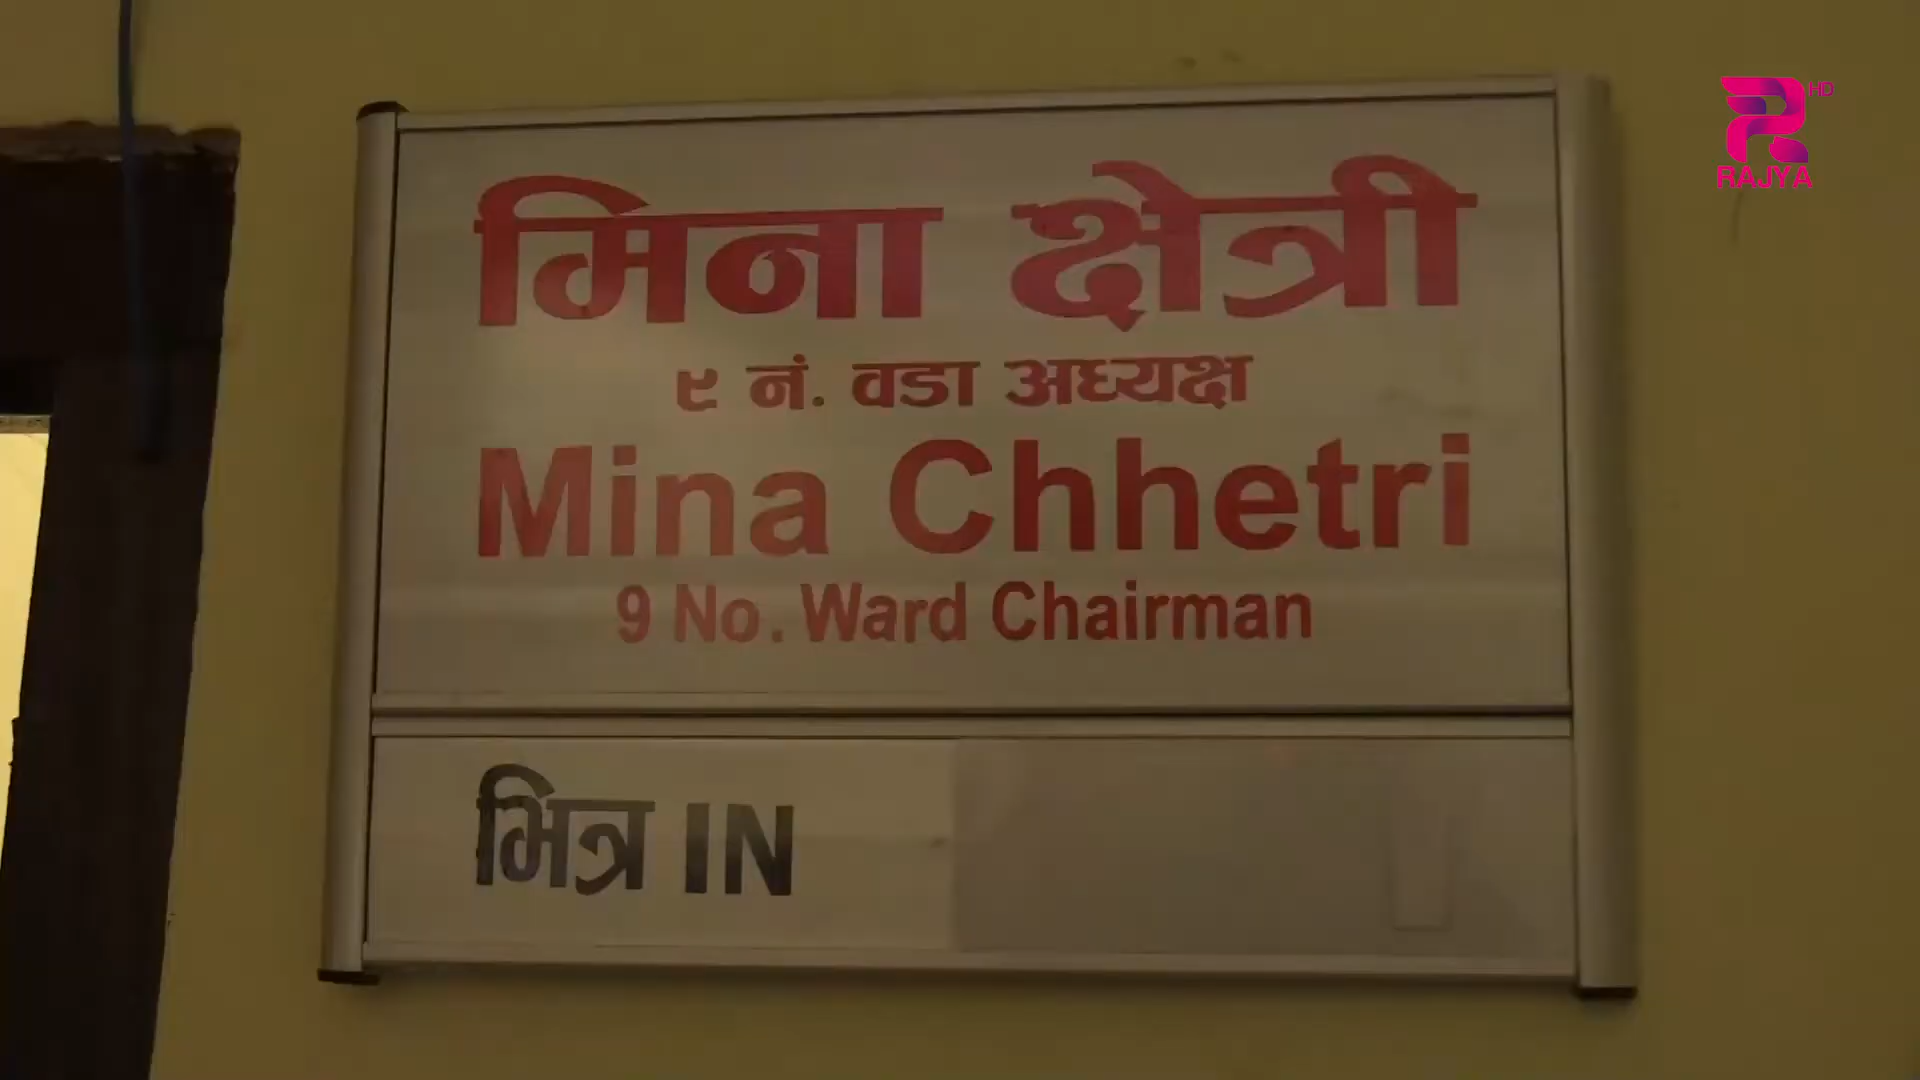 मिना क्षेत्री
९ नं. वडा अध्यक्ष
Mina Chhetri
9 No. Ward Chairman
भित्र IN
HD
RAJYA